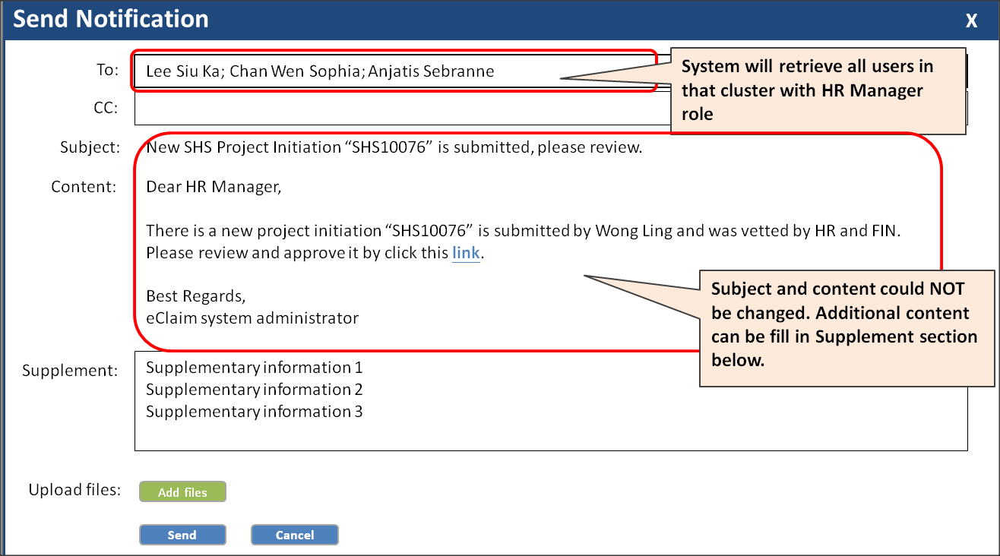 Send Notification
X
To:
Lee Siu Ka; Chan Wen Sophia; Anjatis Sebranne
System will retrieve all users in
that cluster with HR Manager
role
CC:
Subject:
New SHS Project Initiation “SHS10076” is submitted, please review.
Content:
Dear HR Manager,
There is a new project initiation “SHS10076” is submitted by Wong Ling and was vetted by HR and FIN.
Please review and approve it by click this link.
Best Regards,
eClaim system administrator
Subject and content could NOT
be changed. Additional content
can be fill in Supplement section
below.
Supplement:
Supplementary information 1
Supplementary information 2
Supplementary information 3
Upload files:
Add files
Send
Cancel